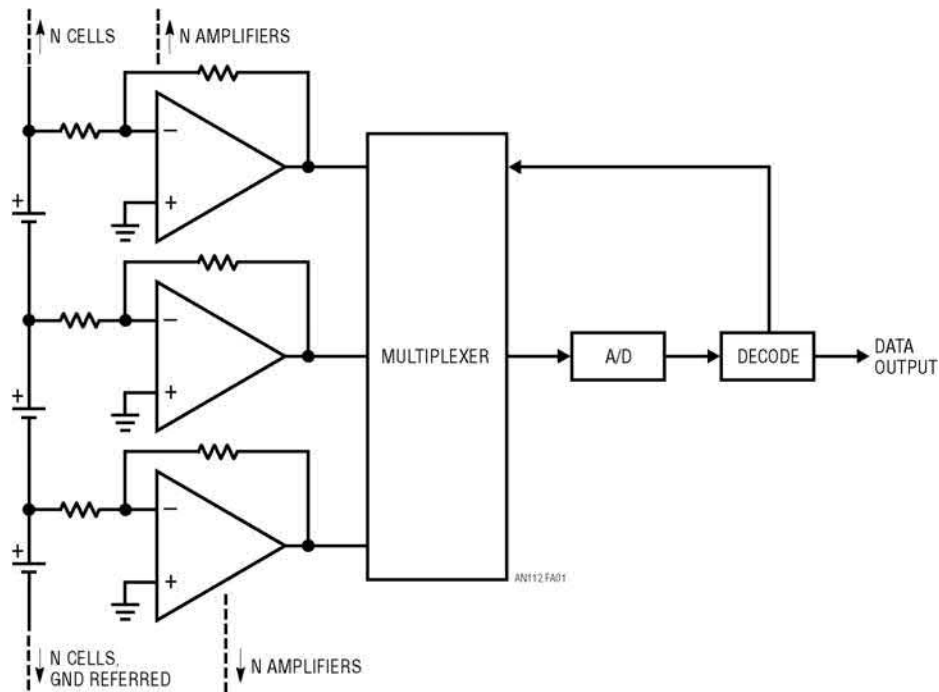 N CELLS
N AMPLIFIERS
−
+
+
−
+
+
−
+
+
MULTIPLEXER
A/D
DECODE
DATA
OUTPUT
AN112 FA01
N CELLS,
GND REFERRED
N AMPLIFIERS